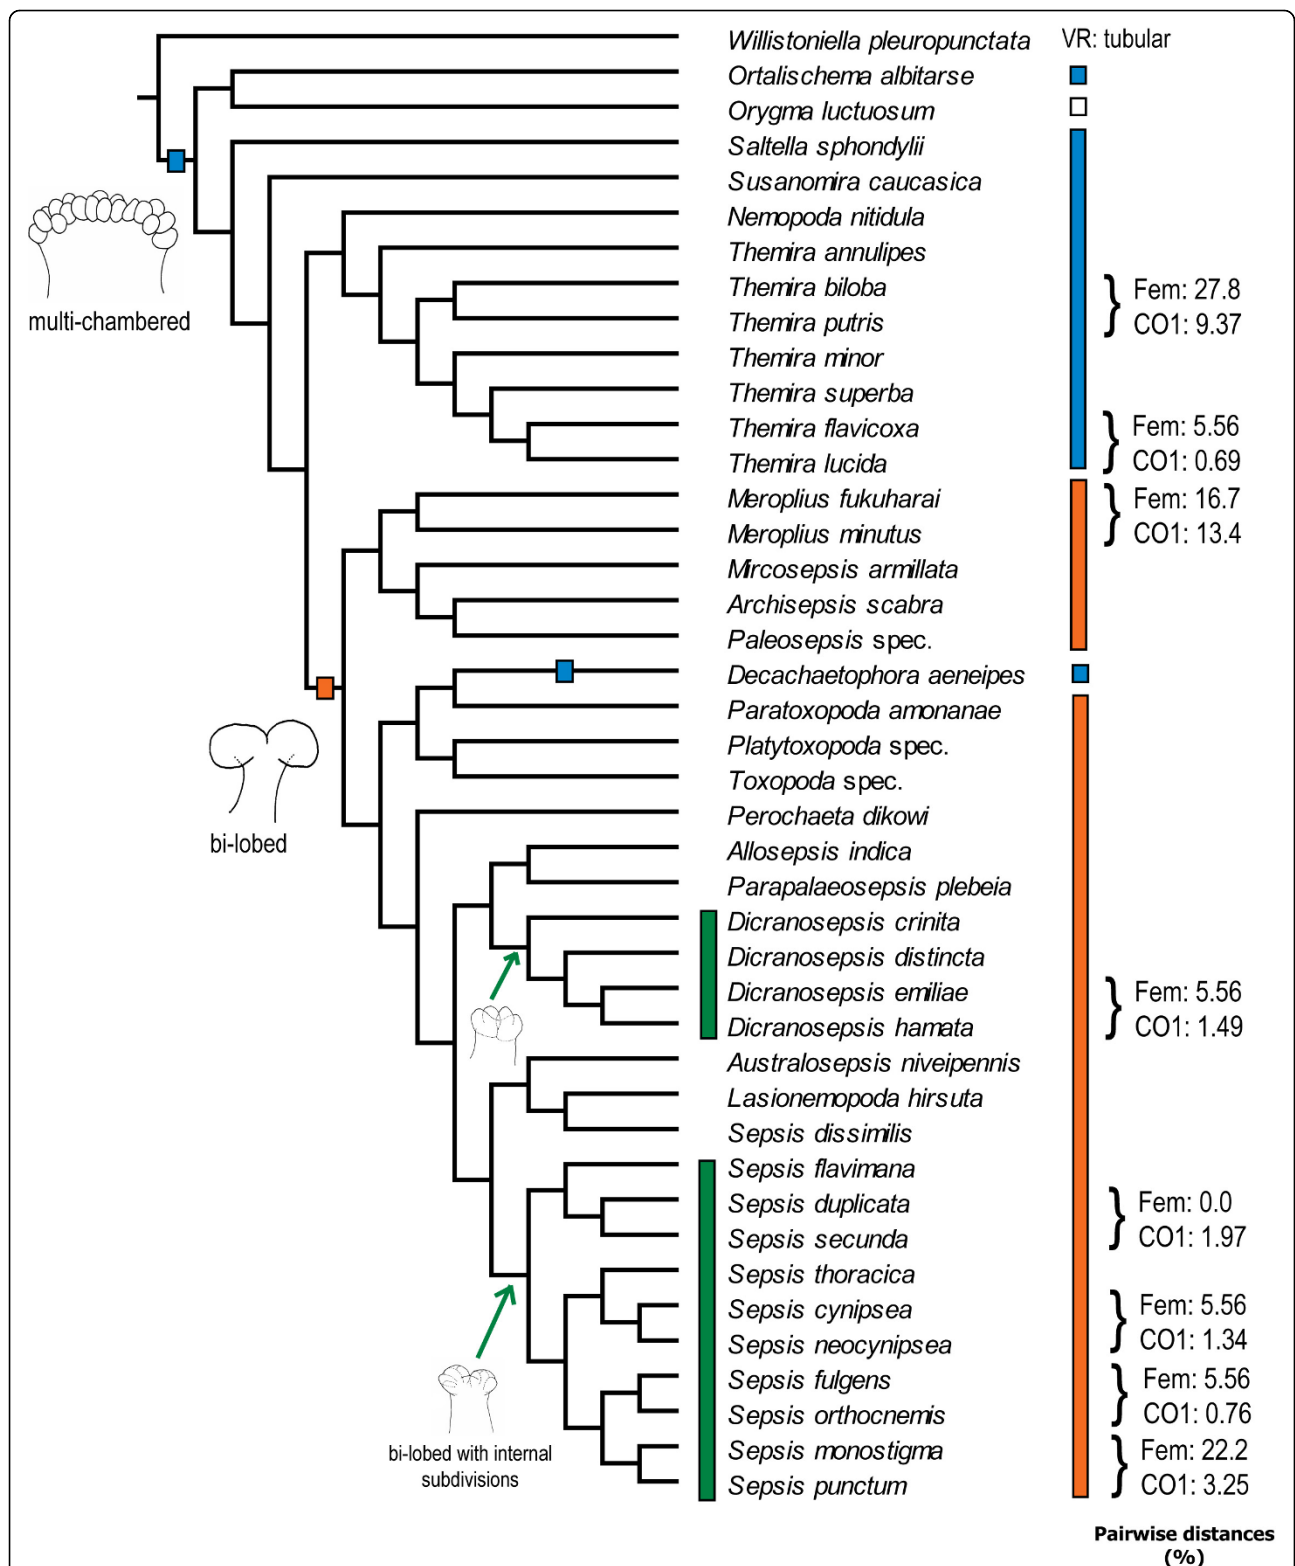 Willistoniella pleuropunctata VR: tubular
Ortalischema albitarse
Orygma luctuosum
Saltella sphondylii
Susanomira caucasica
Nemopoda nitidula
Themira annulipes
Themira biloba Fem: 27.8
multi-chambered Themira putris CO1: 9.37
Themira minor
Themira superba
Themira flavicoxa Fem: 5.56
Themira lucida CO1: 0.69
Meroplius fukuharai Fem: 16.7
Meroplius minutus CO1: 13.4
Mircosepsis armillata
Archisepsis scabra
Paleosepsis spec.
Decachaetophora aeneipes
Paratoxopoda amonanae
Platytoxopoda spec.
Toxopoda spec.
Perochaeta dikowi
bi-lobed Allosepsis indica
Parapalaeosepsis plebeia
Dicranosepsis crinita
Dicranosepsis distincta
Dicranosepsis emiliae Fem: 5.56
Dicranosepsis hamata CO1: 1.49
Australosepsis niveipennis
Lasionemopoda hirsuta
Sepsis dissimilis
Sepsis flavimana
Sepsis duplicata Fem: 0.0
Sepsis secunda CO1: 1.97
Sepsis thoracica
Sepsis cynipsea Fem: 5.56
Sepsis neocynipsea CO1: 1.34
Sepsis fulgens Fem: 5.56
Sepsis orthocnemis CO1: 0.76
bi-lobed with internal Sepsis monostigma Fem: 22.2
subdivisions Sepsis punctum CO1: 3.25
Pairwise distances
(%)